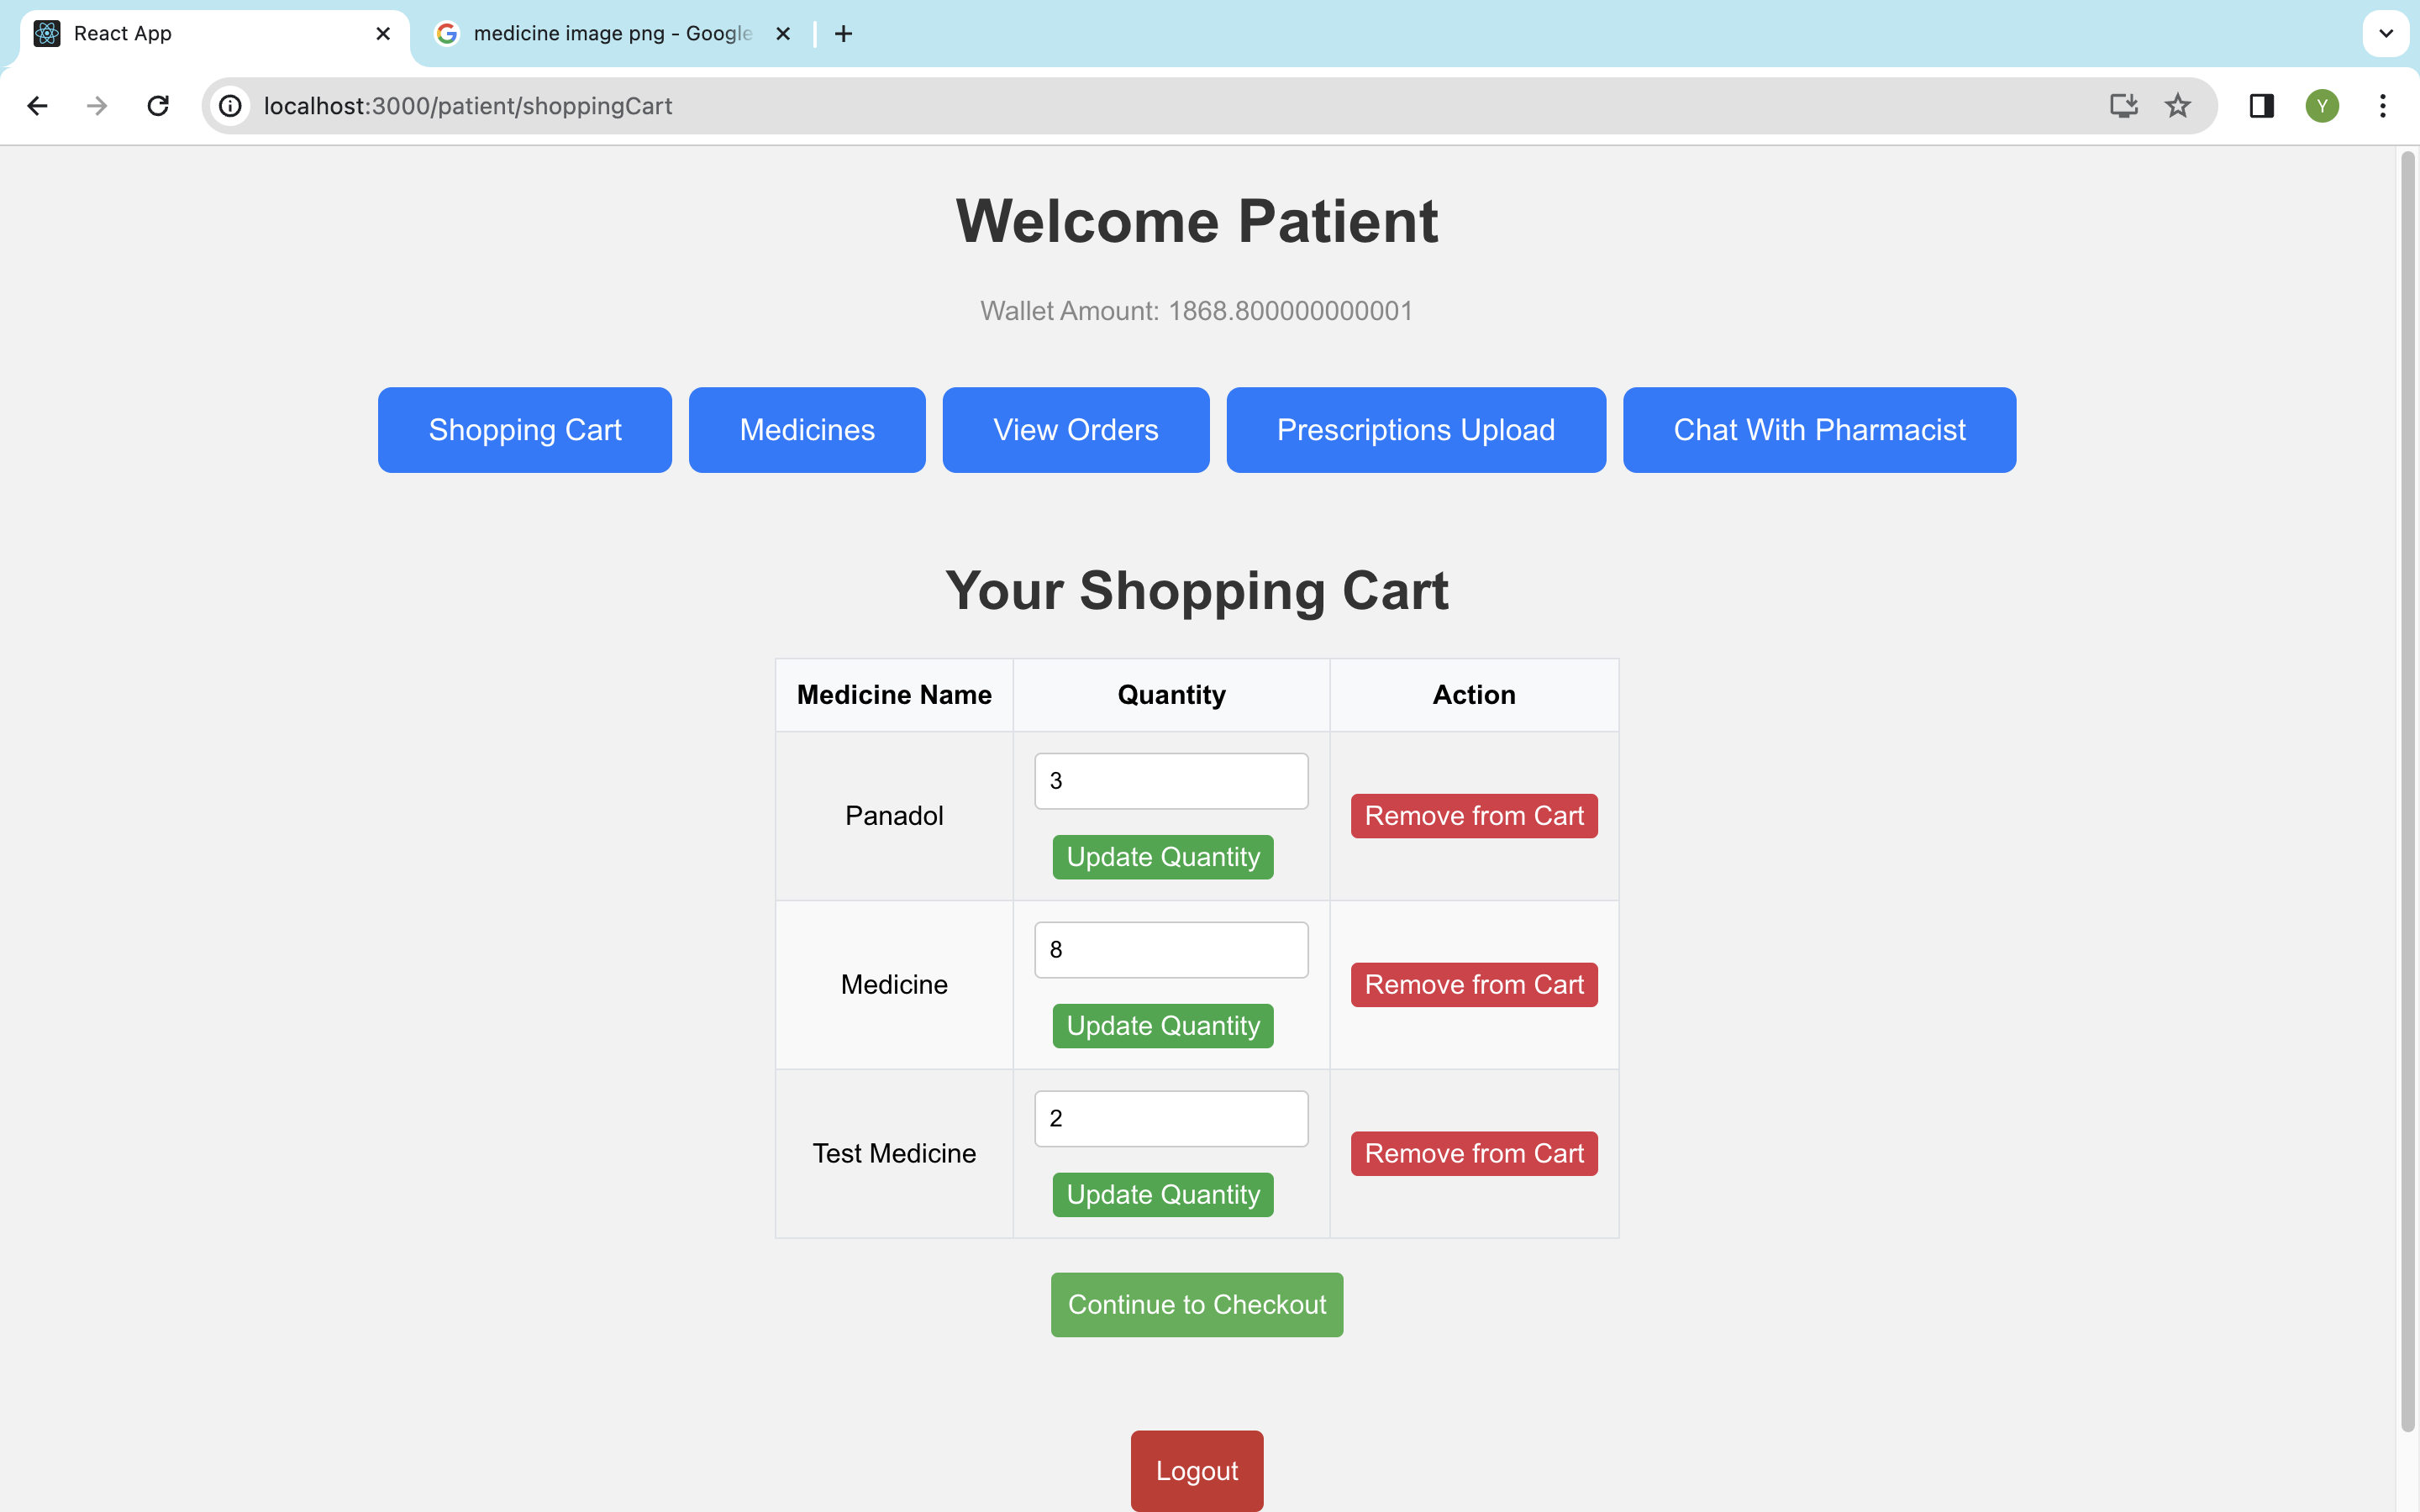 React App
medicine image png - Google
localhost:3000/patient/shoppingCart
Y
Welcome Patient
Wallet Amount: 1868.800000000001
Shopping Cart Medicines View Orders Prescriptions Upload Chat With Pharmacist
Your Shopping Cart
Medicine Name Quantity Action
3
Panadol Remove from Cart
Update Quantity
8
Medicine Remove from Cart
Update Quantity
2
Test Medicine Remove from Cart
Update Quantity
Continue to Checkout
Logout